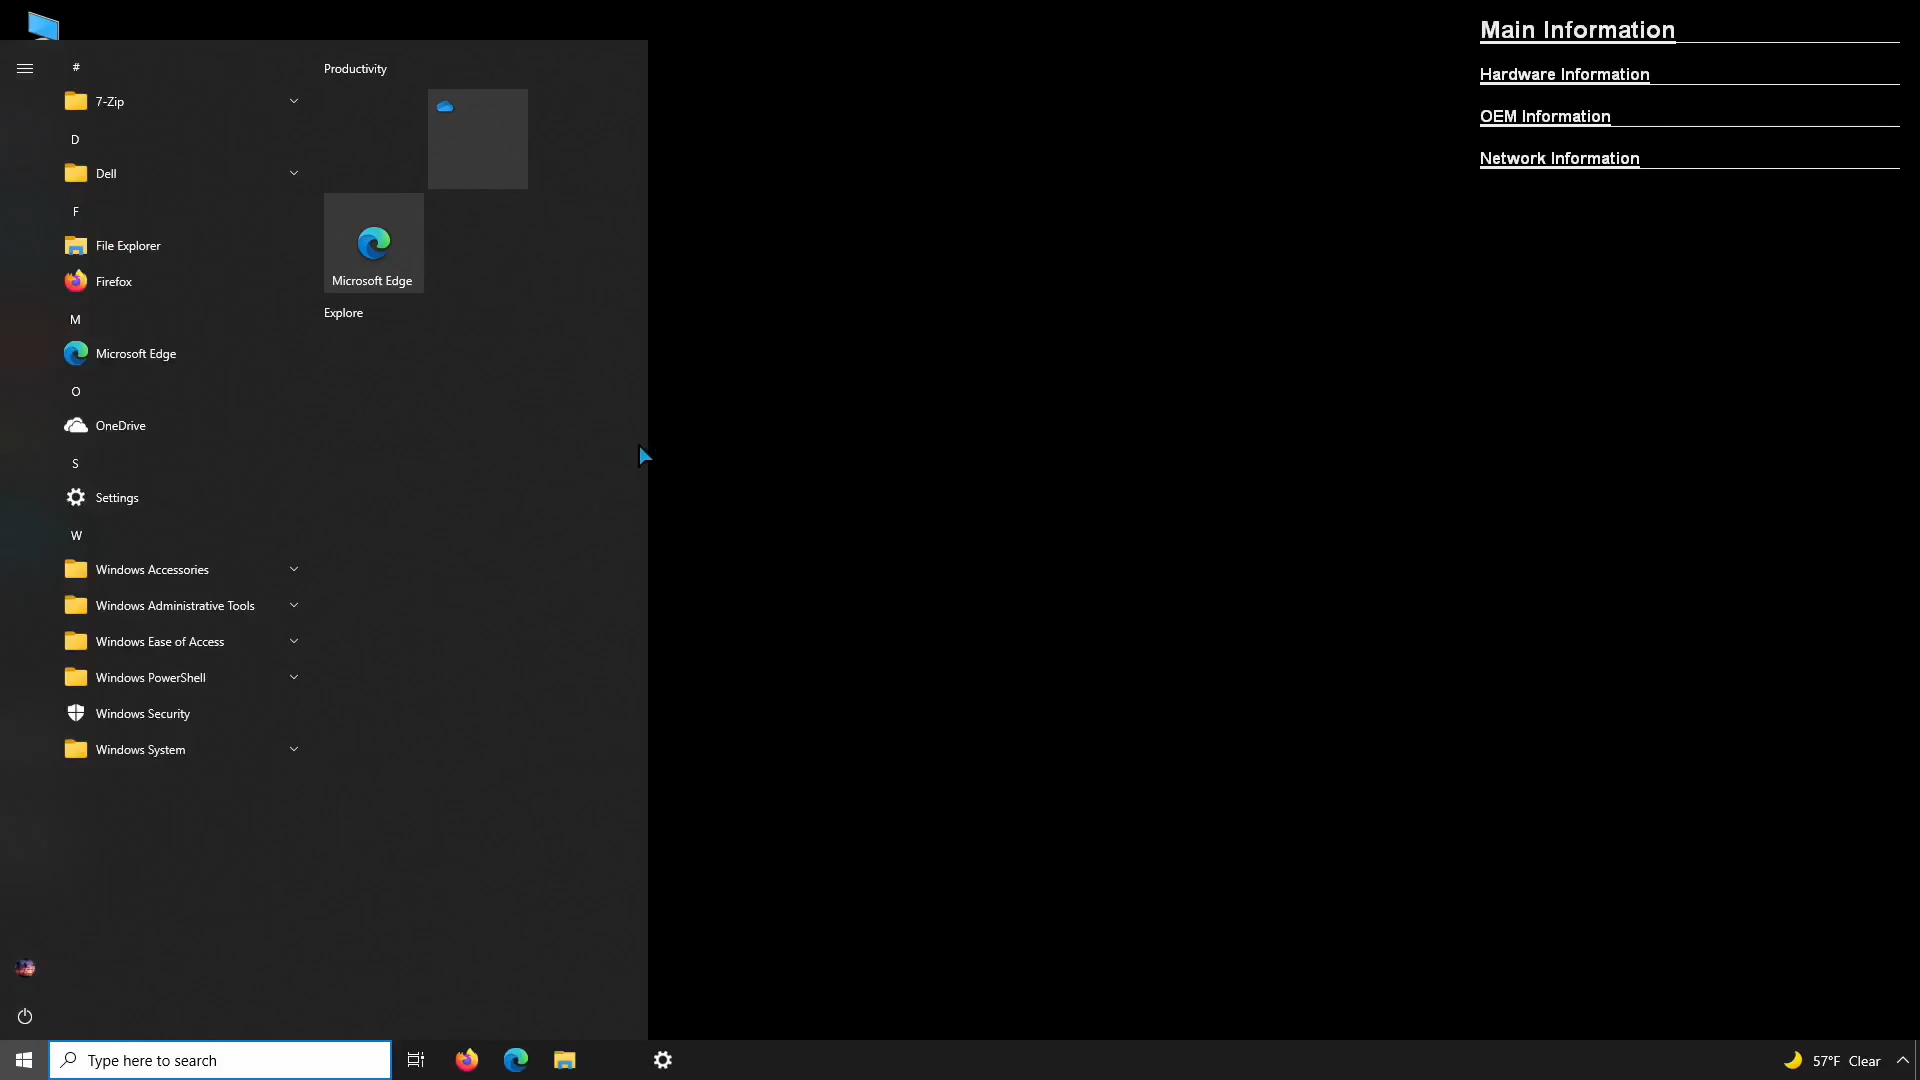 #
7-Zip
D
Dell
F
File Explorer
Firefox
M
Microsoft Edge
O
OneDrive
S
Settings
W
Windows Accessories
Windows Administrative Tools
Windows Ease of Access
Windows PowerShell
Windows Security
Windows System
Productivity
Microsoft Edge
Explore
Main Information
Hardware Information
OEM Information
Network Information
Type here to search
57°F Clear